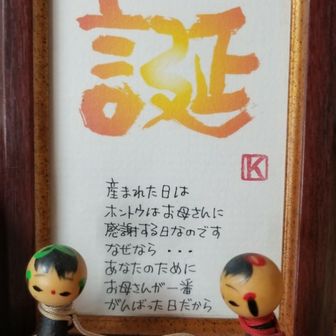 誕
K
産まれた日は
ホントウはお母さんに
感謝する日なのです
なぜなら・・・
あなたのために
お母さんが一番
がんばった日だから